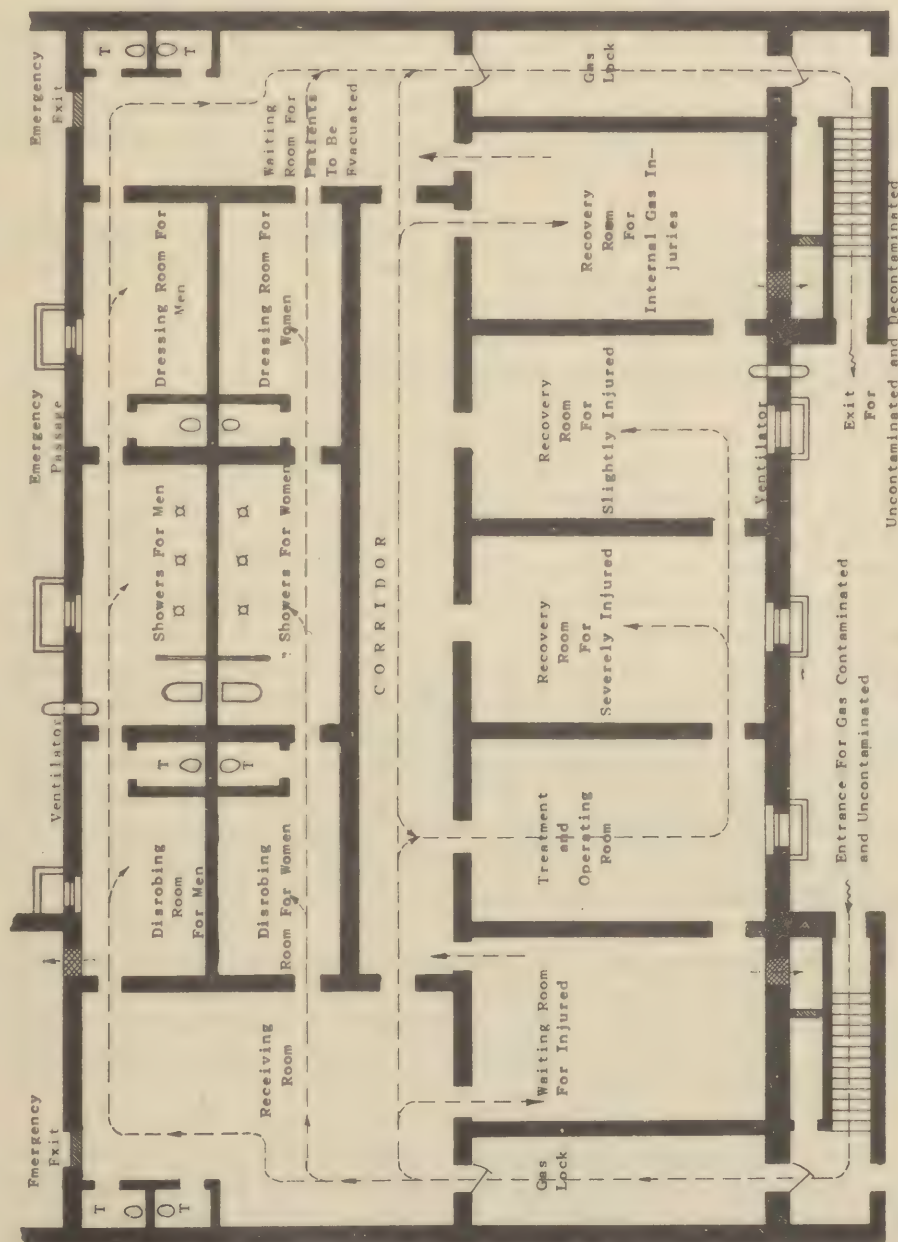 Emergency
Exit
Ventilator
Emergency
Passage
Emergency
Exit
T
T
T
T
Disrobing
Room
For Men
T
Showers For Men
Dressing Room For
Men
Receiving
Room
Disrobing
Room For Women
T
Showers For Women
Dressing Room For
Women
Waiting
Room For
Patients
To Be
Evacuated
CORRIDOR
Gas
Lock
Waiting Room
For Injured
Treatment
and
Operating
Room
Recovery
Room
For
Severely Injured
Recovery
Room
For
Slightly Injured
Recovery
Room
For
Internal Gas In-
juries
Gas
Lock
Ventilator
Entrance For Gas Contaminated
and Uncontaminated
Exit
For
Uncontaminated and Decontaminated